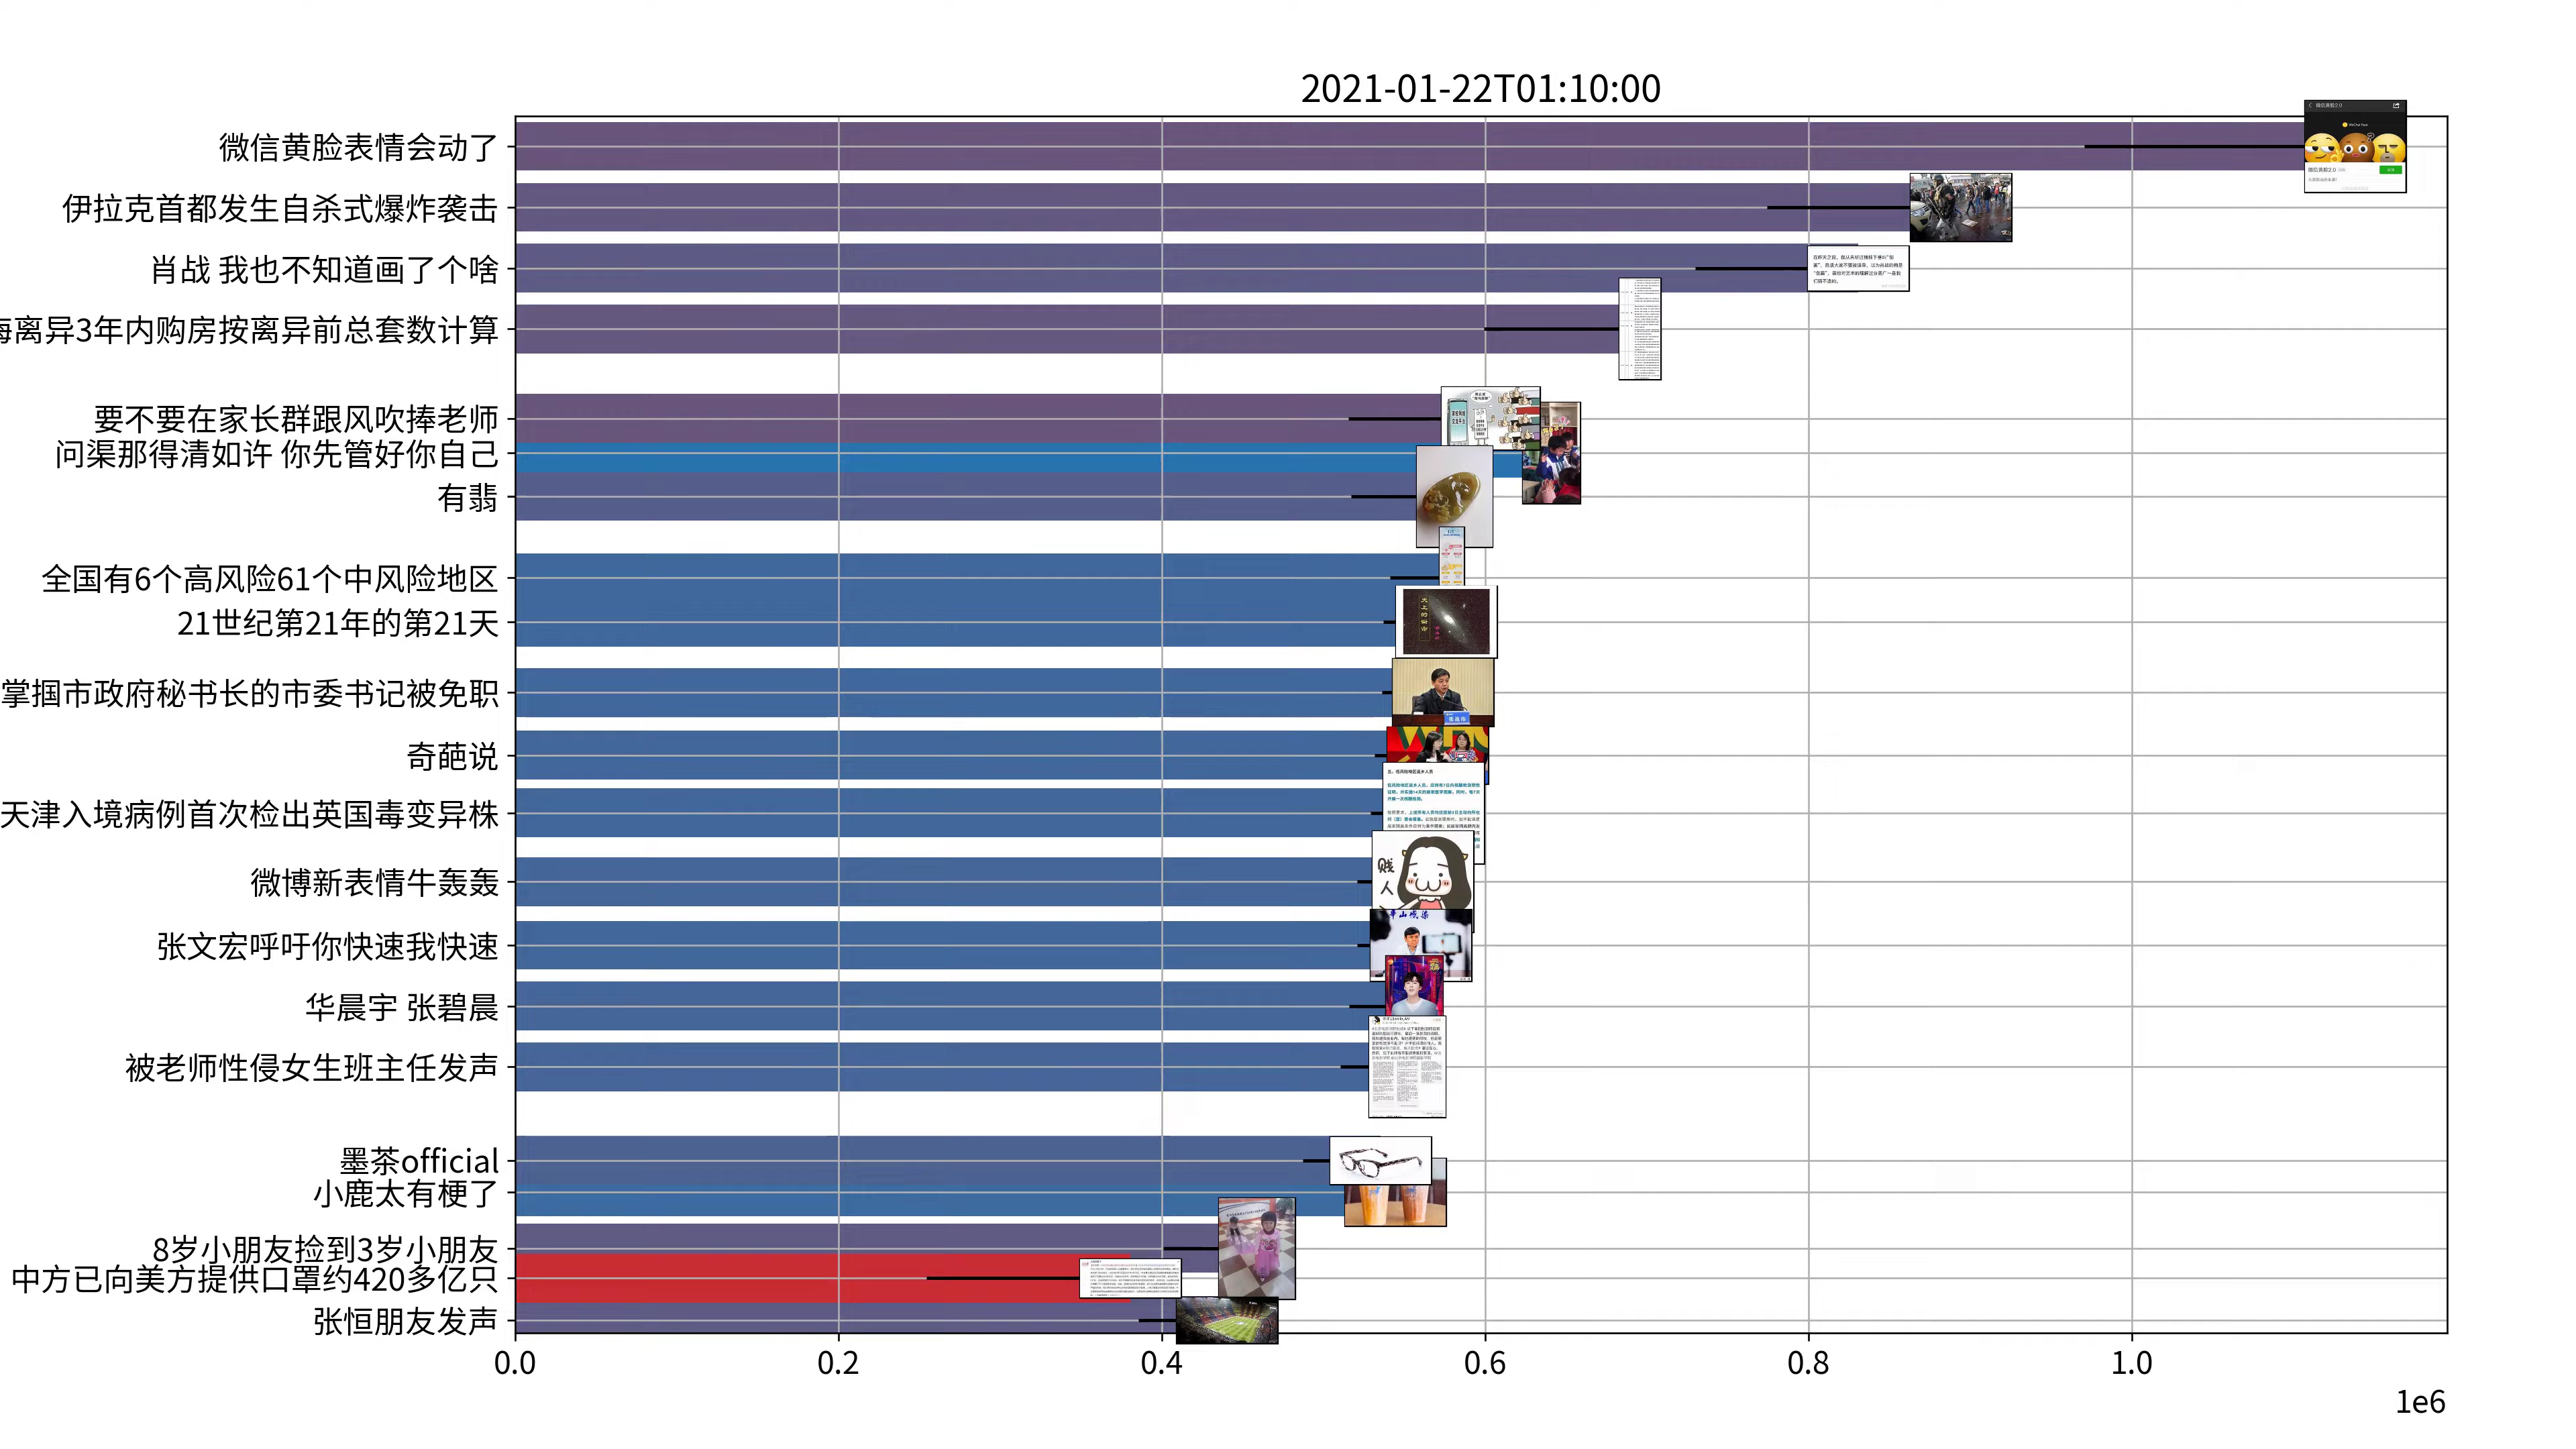 2021-01-22T01:10:00
微信黄脸表情会动了
伊拉克首都发生自杀式爆炸袭击
肖战 我也不知道画了个啥
离异3年内购房按离异前总套数计算
要不要在家长群跟风吹捧老师
问渠那得清如许 你先管好你自己
有翡
全国有6个高风险61个中风险地区
21世纪第21年的第21天
掌掴市政府秘书长的市委书记被免职
奇葩说
天津入境病例首次检出英国毒变异株
微博新表情牛轰轰
贱人
张文宏呼吁你快速我快速
华晨宇 张碧晨
被老师性侵女生班主任发声
墨茶official
小鹿太有梗了
8岁小朋友捡到3岁小朋友
中方已向美方提供口罩约420多亿只
张恒朋友发声
0.0 0.2 0.4 0.6 0.8 1.0
1e6